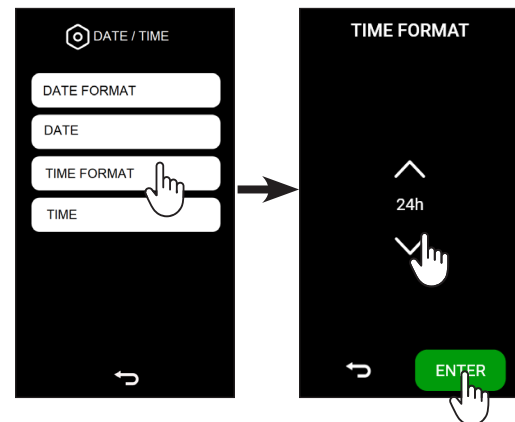 DATE / TIME
DATE FORMAT
DATE
TIME FORMAT
TIME
TIME FORMAT
24h
ENTER